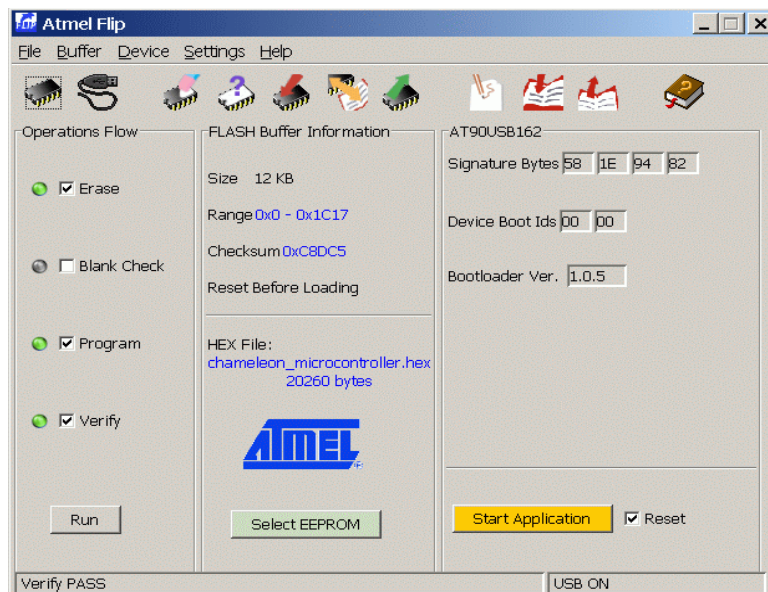 Atmel Flip
File Buffer Device Settings Help
Operations Flow
Erase
Blank Check
Program
Verify
Run
FLASH Buffer Information
Size 12 KB
Range 0x0 - 0x1C17
Checksum 0xC8DC5
Reset Before Loading
HEX File:
chameleon_microcontroller.hex
20260 bytes
ATMEL
Select EEPROM
AT90USB162
Signature Bytes 58 1E 94 82
Device Boot Ids 00 00
Bootloader Ver. 1.0.5
Start Application Reset
Verify PASS USB ON